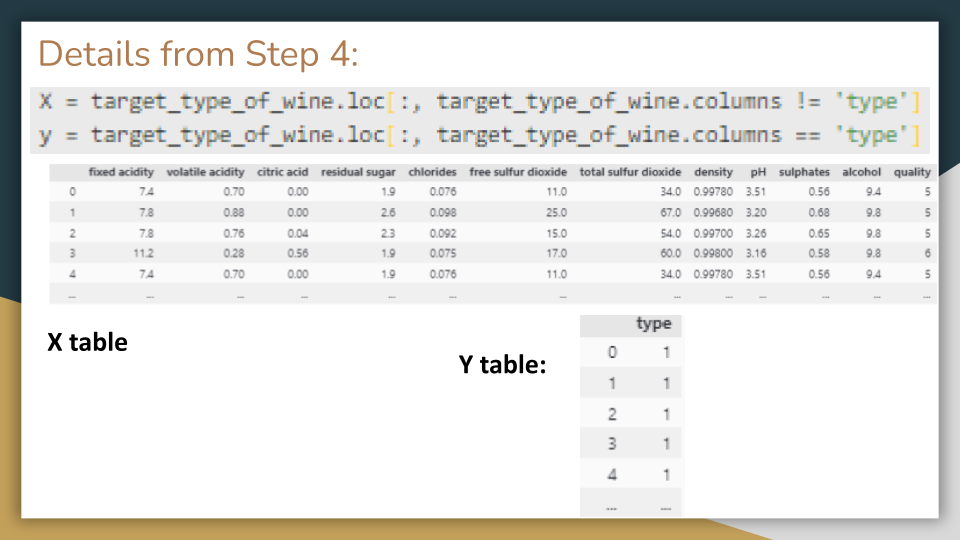 Details from Step 4:
X = target_type_of_wine.loc[:, target_type_of_wine.columns != 'type']
y = target_type_of_wine.loc[:, target_type_of_wine.columns == 'type']
fixed acidity volatile acidity citric acid residual sugar chlorides free sulfur dioxide total sulfur dioxide density pH sulphates alcohol quality
0 7.4 0.70 0.00 1.9 0.076 11.0 34.0 0.99780 3.51 0.56 9.4 5
1 7.8 0.88 0.00 2.6 0.098 25.0 67.0 0.99680 3.20 0.68 9.8 5
2 7.8 0.76 0.04 2.3 0.092 15.0 54.0 0.99700 3.26 0.65 9.8 5
3 11.2 0.28 0.56 1.9 0.075 17.0 60.0 0.99800 3.16 0.58 9.8 6
4 7.4 0.70 0.00 1.9 0.076 11.0 34.0 0.99780 3.51 0.56 9.4 5
... ... ... ... ... ... ... ... ... ... ... ... ...
X table
Y table:
type
0 1
1 1
2 1
3 1
4 1
... ...